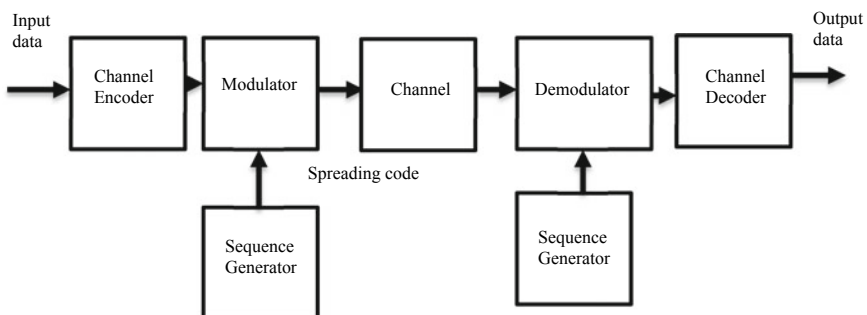 Input
data
Channel
Encoder
Modulator
Channel
Demodulator
Channel
Decoder
Output
data
Spreading code
Sequence
Generator
Sequence
Generator